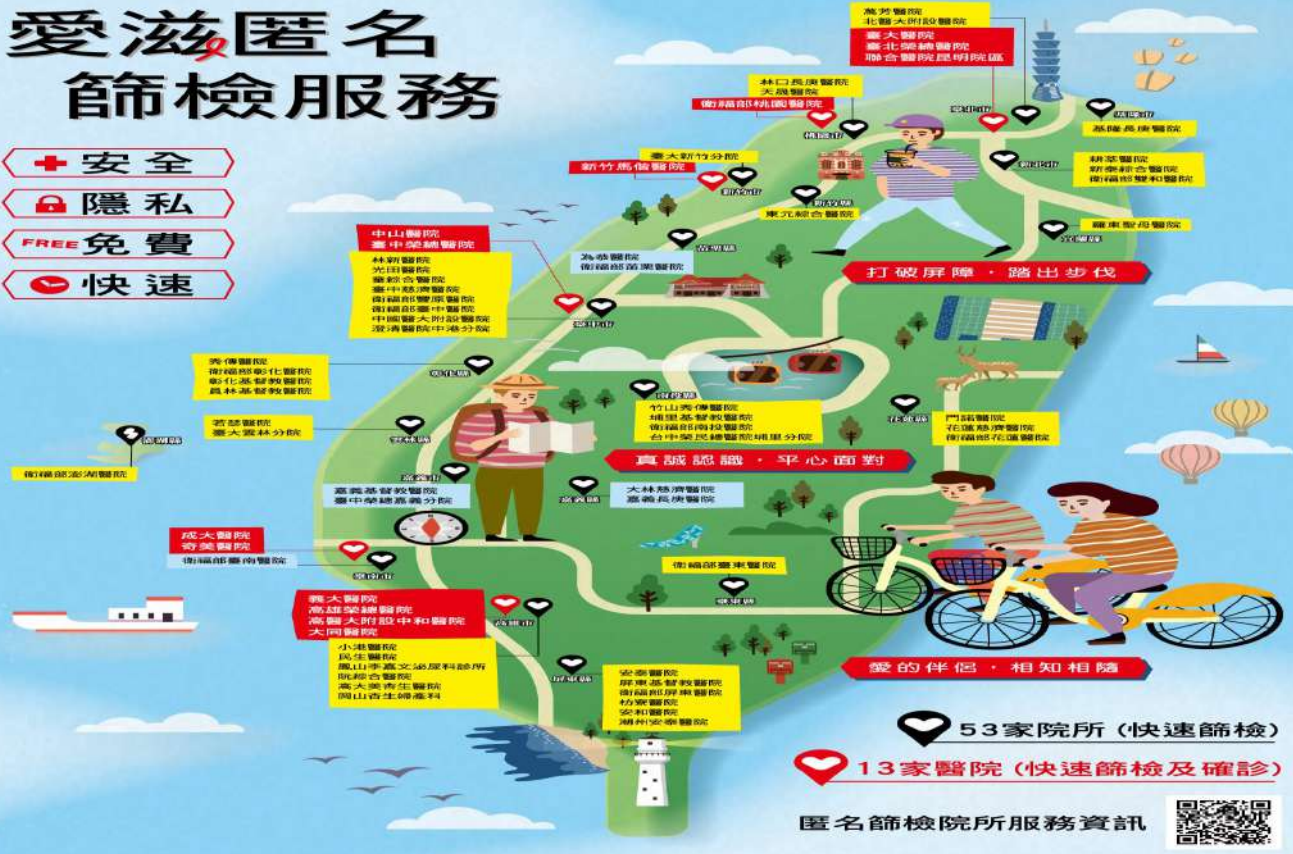 愛滋匿名
篩檢服務
安全
隱私
FREE 免費
快速
萬芳醫院
北醫大附設醫院
臺大醫院
臺北榮總醫院
聯合醫院昆明院區
臺北市
林口長庚醫院
天晟醫院
衛福部桃園醫院
桃園市
基隆市
基隆長庚醫院
臺大新竹分院
新竹馬偕醫院
新竹市
新竹縣
東元綜合醫院
新北市
耕莘醫院
新泰綜合醫院
衛福部雙和醫院
羅東聖母醫院
宜蘭縣
打破屏障,踏出步伐
中山醫院
臺中榮總醫院
林新醫院
光田醫院
童綜合醫院
臺中慈濟醫院
衛福部豐原醫院
衛福部臺中醫院
中國醫大附設醫院
澄清醫院中港分院
臺中市
苗栗縣
為恭醫院
衛福部苗栗醫院
秀傳醫院
衛福部彰化醫院
彰化基督教醫院
員林基督教醫院
彰化縣
若瑟醫院
臺大雲林分院
雲林縣
澎湖縣
衛福部澎湖醫院
南投縣
竹山秀傳醫院
埔里基督教醫院
衛福部南投醫院
台中榮民總醫院埔里分院
花蓮縣
門諾醫院
花蓮慈濟醫院
衛福部花蓮醫院
真誠認識,平心面對
嘉義市
嘉義基督教醫院
臺中榮總嘉義分院
嘉義縣
大林慈濟醫院
嘉義長庚醫院
成大醫院
奇美醫院
衛福部臺南醫院
臺南市
衛福部臺東醫院
臺東縣
義大醫院
高雄榮總醫院
高醫大附設中和醫院
大同醫院
高雄市
小港醫院
民生醫院
鳳山李嘉文泌尿科診所
阮綜合醫院
高大美杏生醫院
岡山杏生婦產科
屏東縣
安泰醫院
屏東基督教醫院
衛福部屏東醫院
枋寮醫院
安和醫院
潮州安泰醫院
愛的伴侶,相知相隨
53家院所 (快速篩檢)
13家醫院 (快速篩檢及確診)
匿名篩檢院所服務資訊